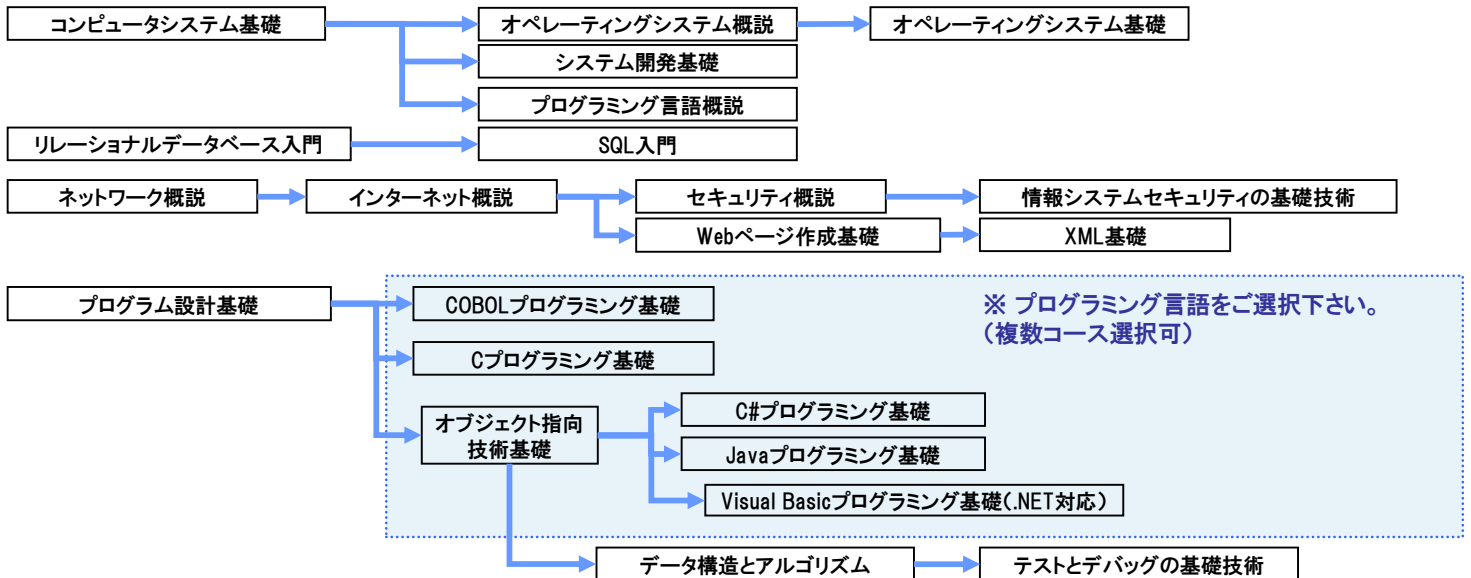 コンピュータシステム基礎
オペレーティングシステム概説
オペレーティングシステム基礎
システム開発基礎
プログラミング言語概説
リレーショナルデータベース入門
SQL入門
ネットワーク概説
インターネット概説
セキュリティ概説
情報システムセキュリティの基礎技術
Webページ作成基礎
XML基礎
プログラム設計基礎
COBOLプログラミング基礎
※ プログラミング言語をご選択下さい。
（複数コース選択可）
Cプログラミング基礎
オブジェクト指向
技術基礎
C#プログラミング基礎
Javaプログラミング基礎
Visual Basicプログラミング基礎(.NET対応)
データ構造とアルゴリズム
テストとデバッグの基礎技術